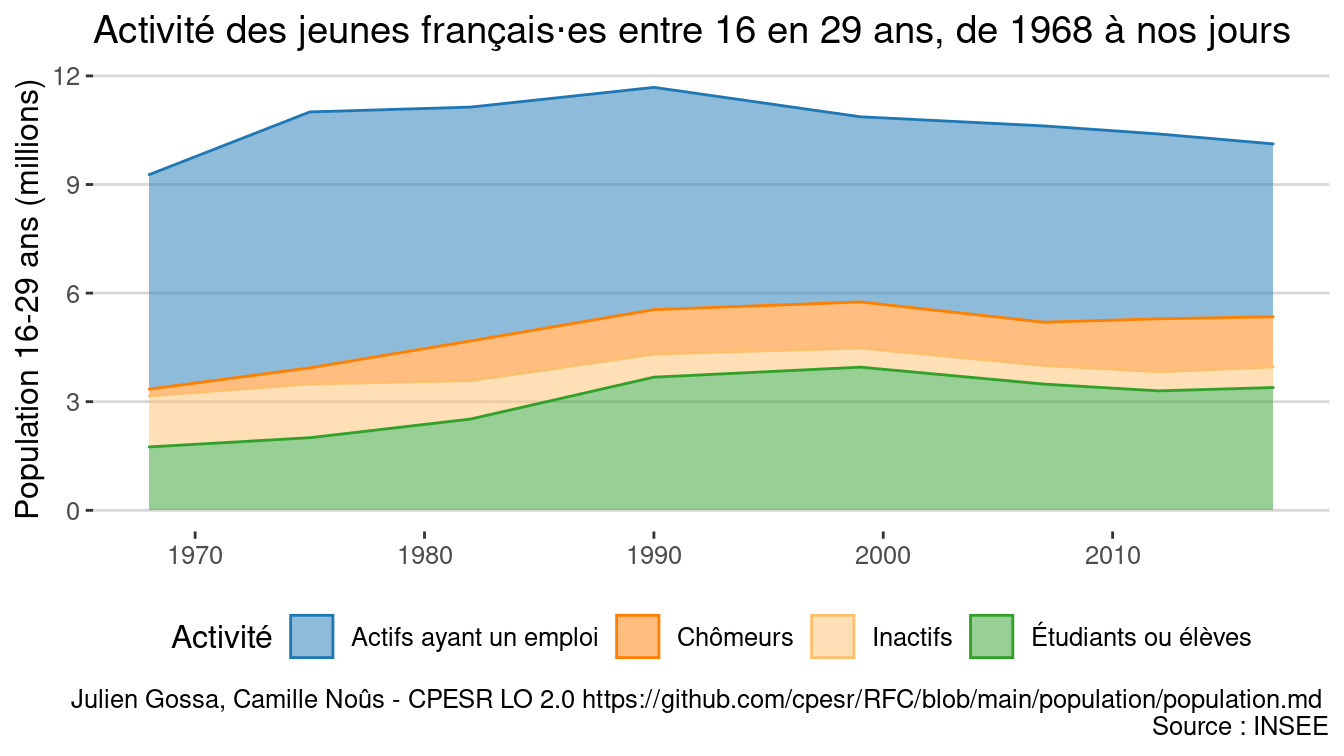 Activité des jeunes français·es entre 16 en 29 ans, de 1968 à nos jours
Population 16-29 ans (millions)
12
9
6
3
0
1970 1980 1990 2000 2010
Activité Actifs ayant un emploi Chômeurs Inactifs Étudiants ou élèves
Julien Gossa, Camille Noûs - CPESR LO 2.0 https://github.com/cpesr/RFC/blob/main/population/population.md
Source : INSEE